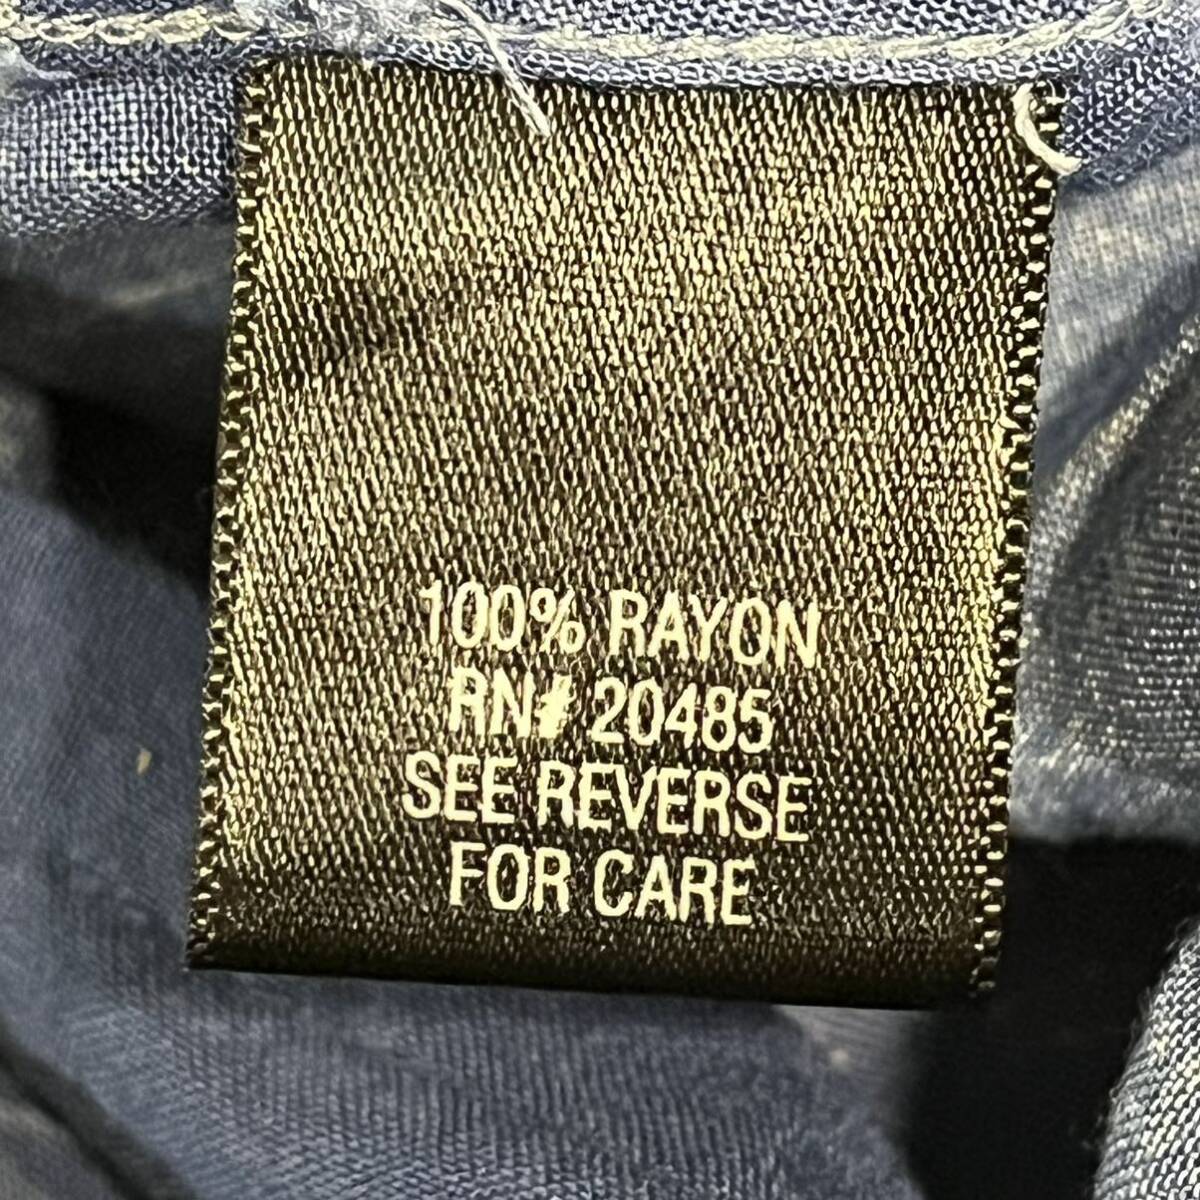 100% RAYON
RN# 20485
SEE REVERSE
FOR CARE